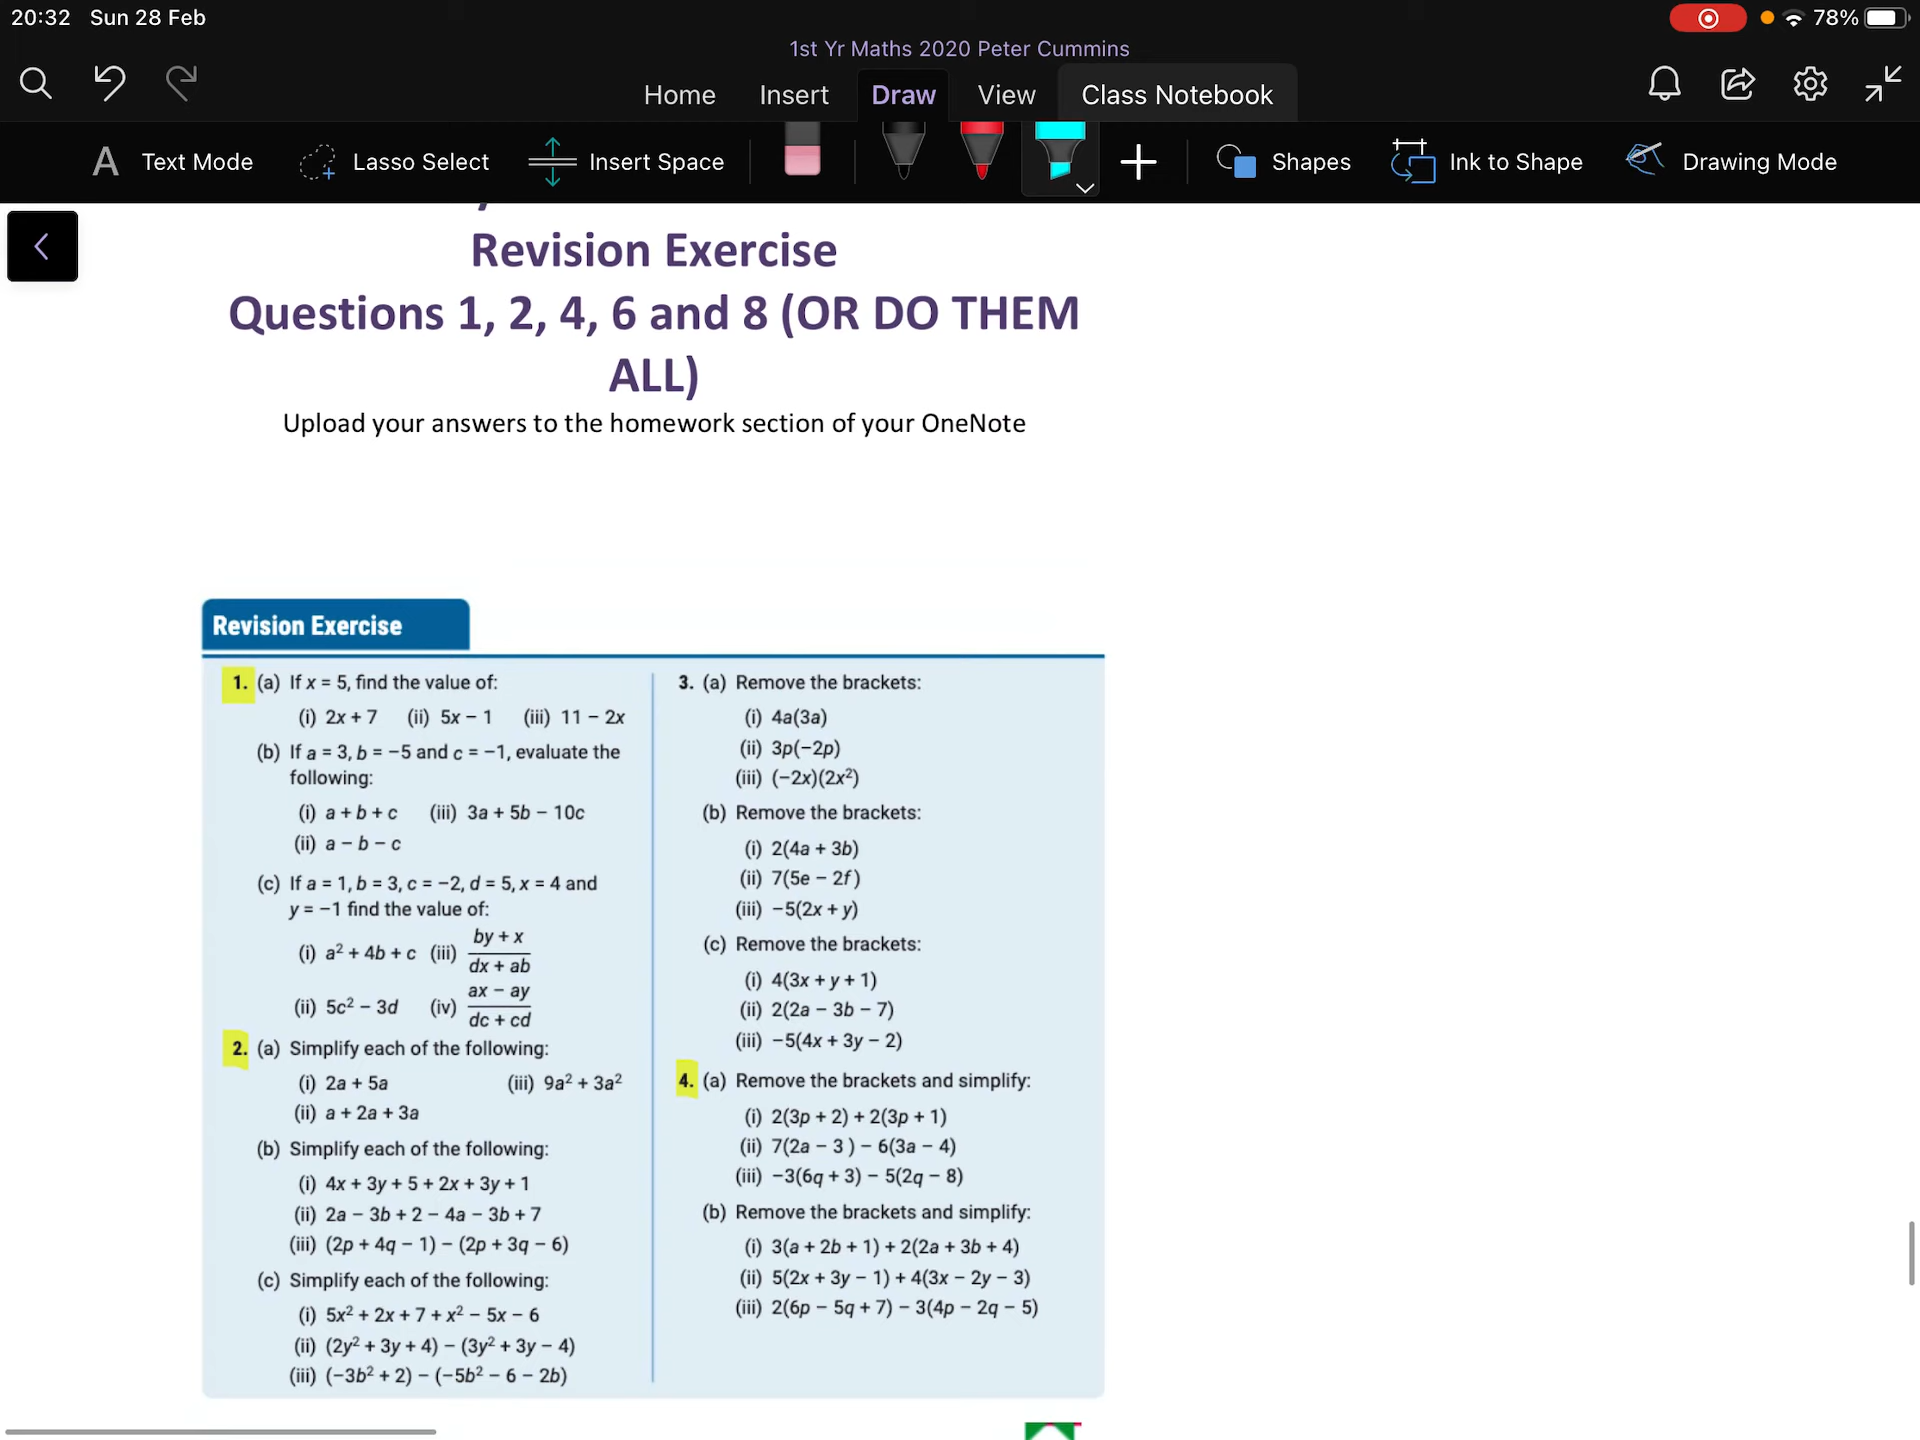 20:32 Sun 28 Feb
78%
1st Yr Maths 2020 Peter Cummins
Home Insert Draw View Class Notebook
A Text Mode Lasso Select Insert Space Shapes Ink to Shape Drawing Mode
Revision Exercise
Questions 1, 2, 4, 6 and 8 (OR DO THEM
ALL)
Upload your answers to the homework section of your OneNote
Revision Exercise
1. (a) If x = 5, find the value of:
(i) 2x + 7 (ii) 5x − 1 (iii) 11 − 2x
(b) If a = 3, b = −5 and c = −1, evaluate the
following:
(i) a + b + c (iii) 3a + 5b − 10c
(ii) a − b − c
(c) If a = 1, b = 3, c = −2, d = 5, x = 4 and
y = −1 find the value of:
(i) a² + 4b + c (iii) by + x / dx + ab
(ii) 5c² − 3d (iv) ax − ay / dc + cd
2. (a) Simplify each of the following:
(i) 2a + 5a (iii) 9a² + 3a²
(ii) a + 2a + 3a
(b) Simplify each of the following:
(i) 4x + 3y + 5 + 2x + 3y + 1
(ii) 2a − 3b + 2 − 4a − 3b + 7
(iii) (2p + 4q − 1) − (2p + 3q − 6)
(c) Simplify each of the following:
(i) 5x² + 2x + 7 + x² − 5x − 6
(ii) (2y² + 3y + 4) − (3y² + 3y − 4)
(iii) (−3b² + 2) − (−5b² − 6 − 2b)
3. (a) Remove the brackets:
(i) 4a(3a)
(ii) 3p(−2p)
(iii) (−2x)(2x²)
(b) Remove the brackets:
(i) 2(4a + 3b)
(ii) 7(5e − 2f)
(iii) −5(2x + y)
(c) Remove the brackets:
(i) 4(3x + y + 1)
(ii) 2(2a − 3b − 7)
(iii) −5(4x + 3y − 2)
4. (a) Remove the brackets and simplify:
(i) 2(3p + 2) + 2(3p + 1)
(ii) 7(2a − 3 ) − 6(3a − 4)
(iii) −3(6q + 3) − 5(2q − 8)
(b) Remove the brackets and simplify:
(i) 3(a + 2b + 1) + 2(2a + 3b + 4)
(ii) 5(2x + 3y − 1) + 4(3x − 2y − 3)
(iii) 2(6p − 5q + 7) − 3(4p − 2q − 5)